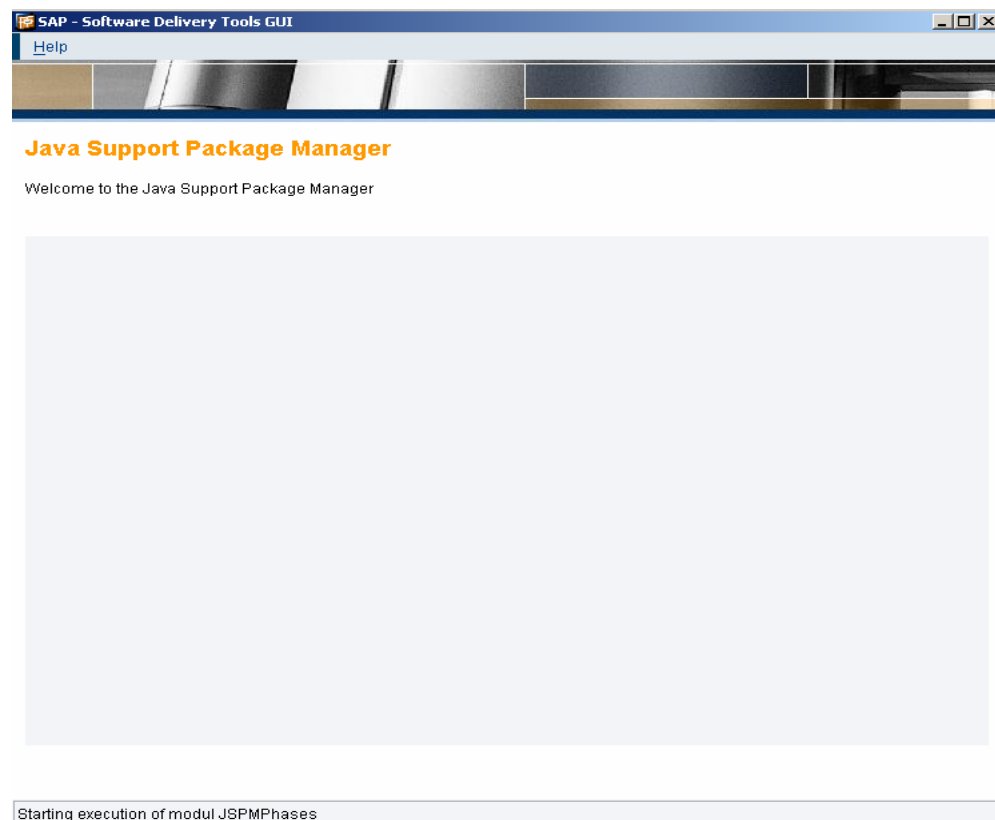 SAP - Software Delivery Tools GUI
Help
Java Support Package Manager
Welcome to the Java Support Package Manager
Starting execution of modul JSPMPhases